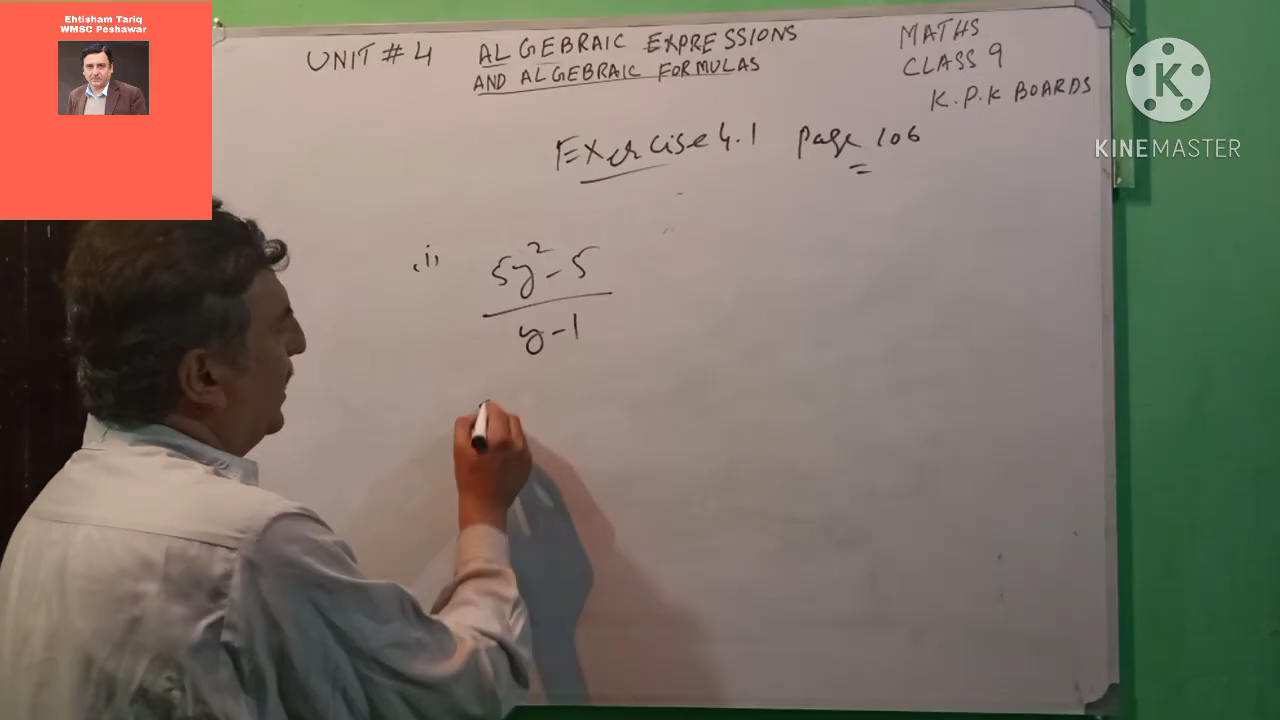 Ehtisham Tariq
WMSC Peshawar
UNIT # 4
ALGEBRAIC EXPRESSIONS
AND ALGEBRAIC FORMULAS
MATHS
CLASS 9
K.P.K BOARDS
K
KINEMASTER
Exercise 4.1 page 106
(i)
5y² - 5
y - 1